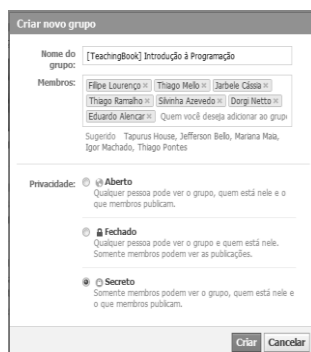 Criar novo grupo
Nome do grupo:
[TeachingBook] Introdução à Programação
Membros:
Filipe Lourenço × Thiago Mello × Jarbele Cássia ×
Thiago Ramalho × Silvinha Azevedo × Dorgi Netto ×
Eduardo Alencar × Quem você deseja adicionar ao grupo
Sugerido Tapurus House, Jefferson Bello, Mariana Maia,
Igor Machado, Thiago Pontes
Privacidade:
Aberto
Qualquer pessoa pode ver o grupo, quem está nele e o
que membros publicam.
Fechado
Qualquer pessoa pode ver o grupo e quem está nele.
Somente membros podem ver as publicações.
Secreto
Somente membros podem ver o grupo, quem está nele e
o que membros publicam.
Criar Cancelar